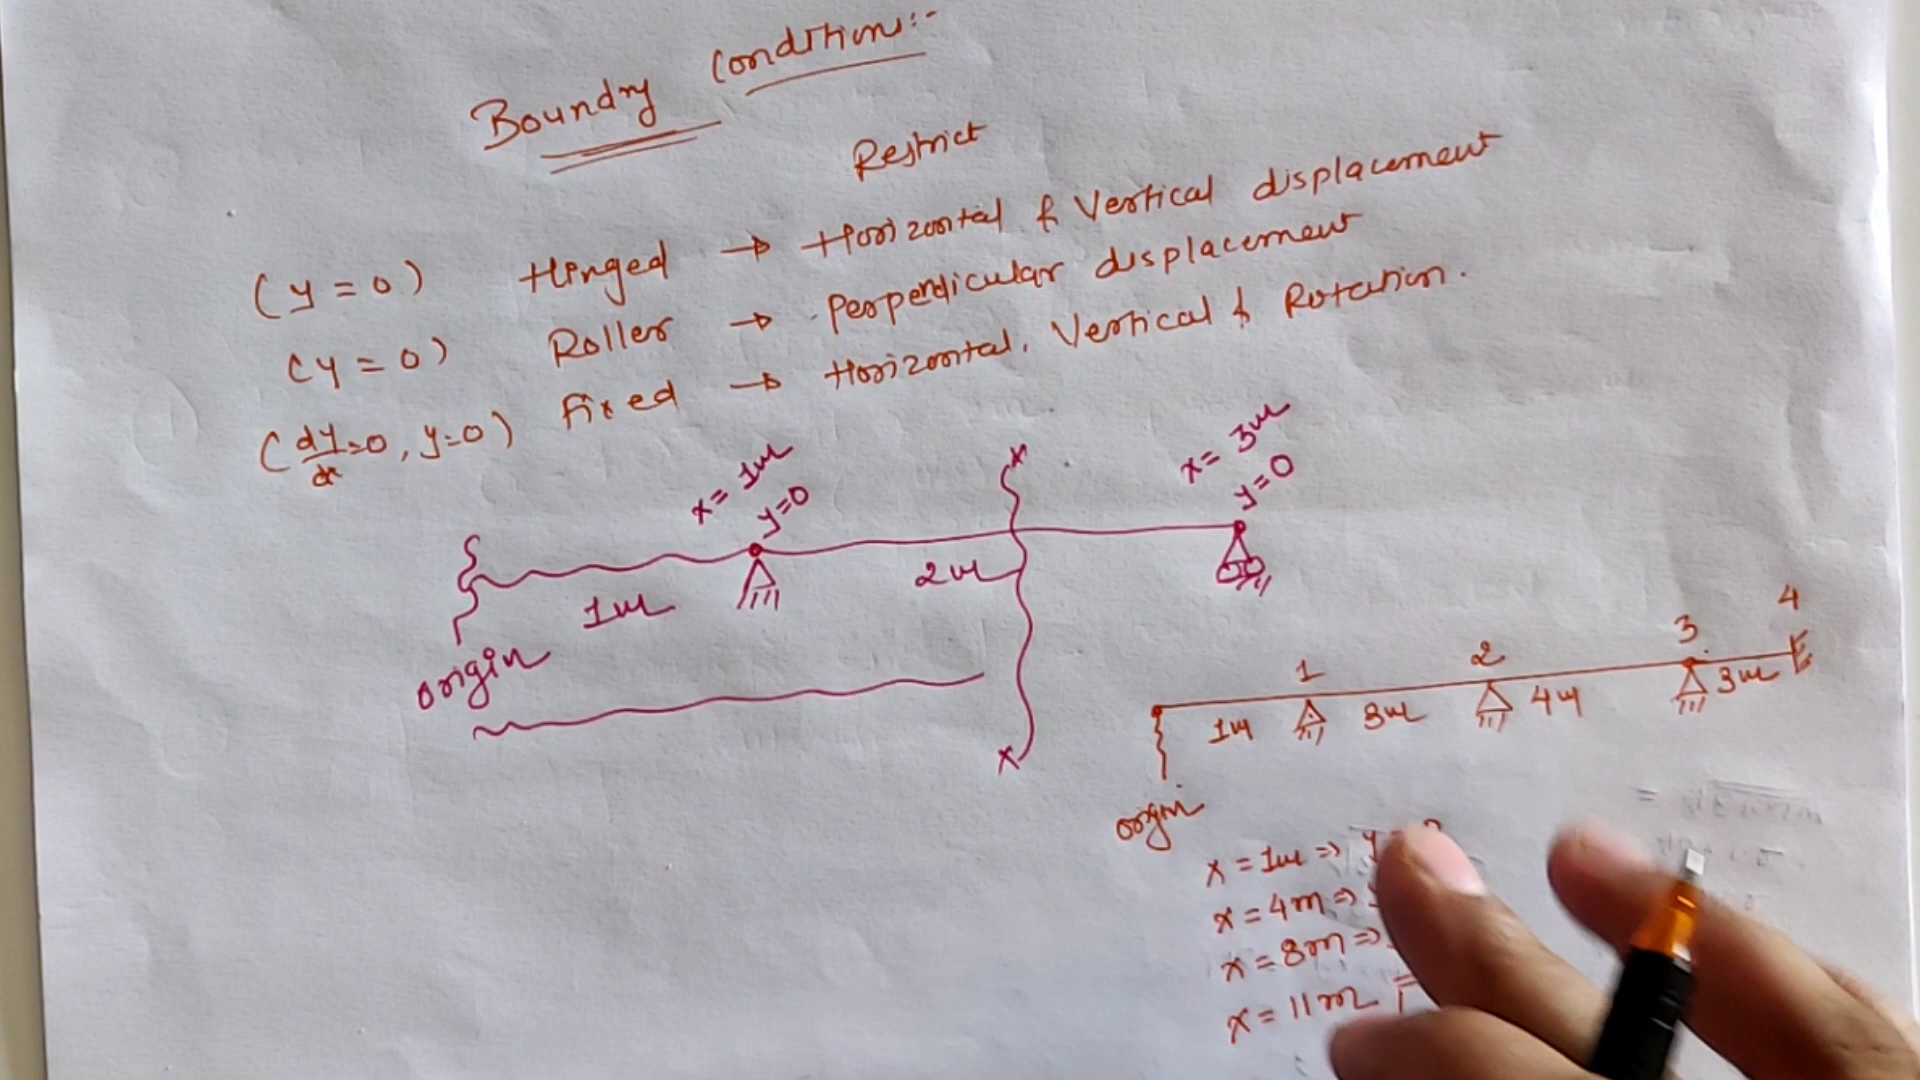 Boundry Conditions:-
Restrict
(y=0) Hinged → Horizontal & Vertical displacement
(y=0) Roller → Perpendicular displacement
(dy/dx=0, y=0) Fixed → Horizontal, Vertical & Rotation.
x=1m
y=0
x
x=3m
y=0
1m
2m
origin
x
1 2 3 4
1m 3m 4m 3m
origin
x=1m ⇒ y
x=4m ⇒
x=8m ⇒
x=11m